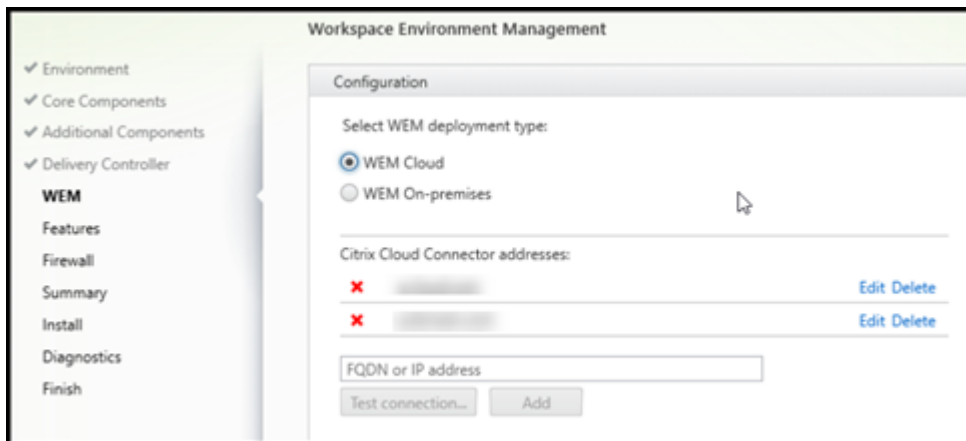 Workspace Environment Management
Environment
Core Components
Additional Components
Delivery Controller
WEM
Features
Firewall
Summary
Install
Diagnostics
Finish
Configuration
Select WEM deployment type:
WEM Cloud
WEM On-premises
Citrix Cloud Connector addresses:
Edit Delete
Edit Delete
FQDN or IP address
Test connection...
Add